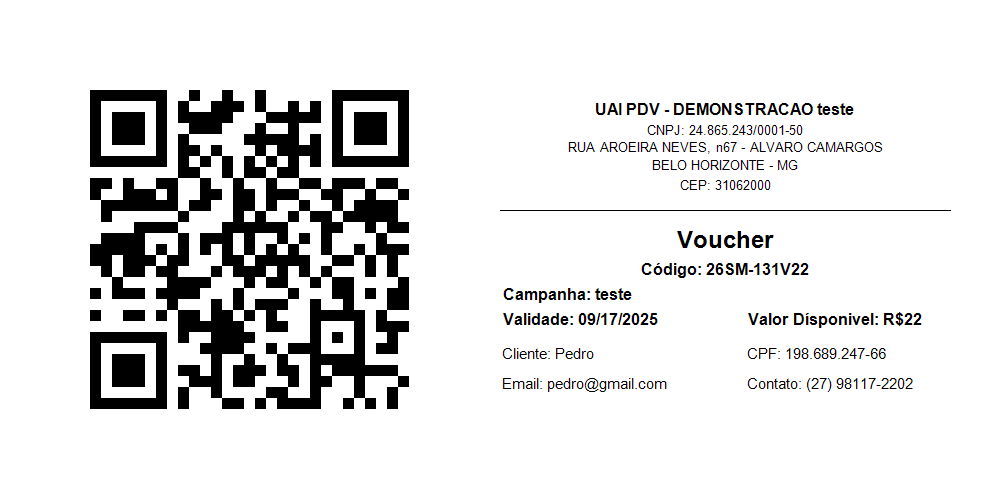 UAI PDV - DEMONSTRACAO teste
CNPJ: 24.865.243/0001-50
RUA AROEIRA NEVES, n67 - ALVARO CAMARGOS
BELO HORIZONTE - MG
CEP: 31062000
Voucher
Código: 26SM-131V22
Campanha: teste
Validade: 09/17/2025 Valor Dísponivel: R$22
Cliente: Pedro CPF: 198.689.247-66
Email: pedro@gmail.com Contato: (27) 98117-2202